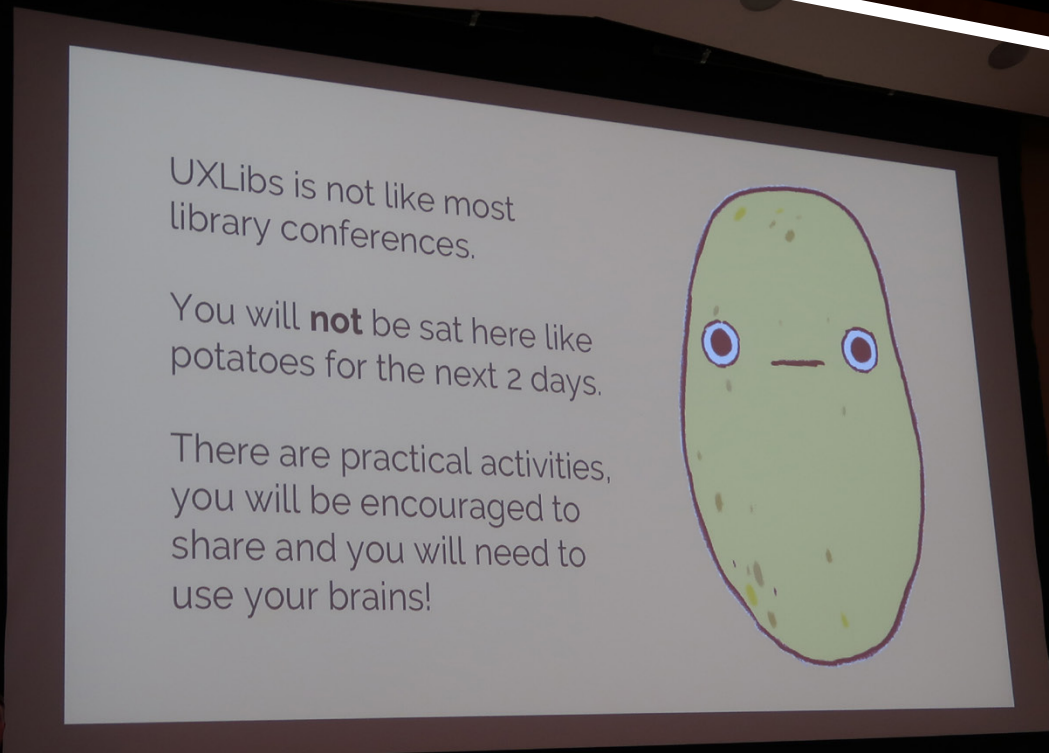 UXLibs is not like most
library conferences.
You will not be sat here like
potatoes for the next 2 days.
There are practical activities,
you will be encouraged to
share and you will need to
use your brains!